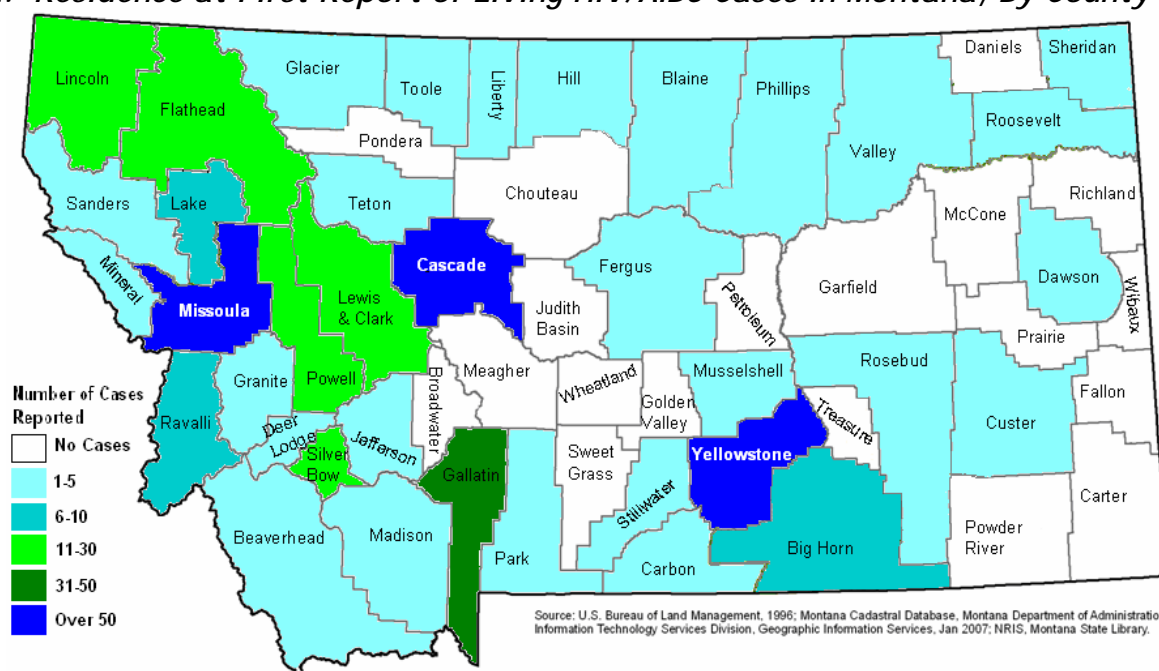 Residence at First Report of Living HIV/AIDS Cases in Montana, By County
Daniels
Sheridan
Lincoln
Glacier
Toole
Liberty
Hill
Blaine
Phillips
Flathead
Roosevelt
Pondera
Valley
Chouteau
Richland
Sanders
Lake
Teton
McCone
Mineral
Cascade
Fergus
Dawson
Missoula
Lewis
& Clark
Judith
Basin
Petroleum
Garfield
Wibaux
Prairie
Granite
Powell
Broadwater
Meagher
Wheatland
Golden
Valley
Musselshell
Rosebud
Treasure
Custer
Fallon
Ravalli
Deer
Lodge
Silver
Bow
Jefferson
Gallatin
Sweet
Grass
Stillwater
Yellowstone
Carter
Beaverhead
Madison
Park
Carbon
Big Horn
Powder
River
Number of Cases
Reported
No Cases
1-5
6-10
11-30
31-50
Over 50
Source: U.S. Bureau of Land Management, 1996; Montana Cadastral Database, Montana Department of Administratio
Information Technology Services Division, Geographic Information Services, Jan 2007; NRIS, Montana State Library.